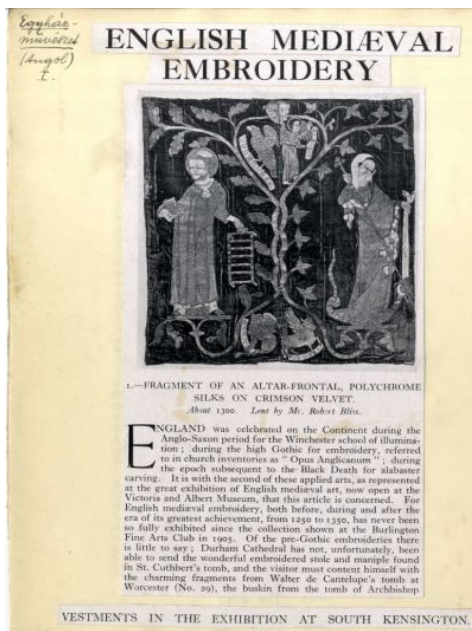 Egyház-
művészet
(Angol)
I.
ENGLISH MEDIÆVAL
EMBROIDERY
1.—FRAGMENT OF AN ALTAR-FRONTAL, POLYCHROME
SILKS ON CRIMSON VELVET.
About 1300. Lent by Mr. Robert Bliss.
ENGLAND was celebrated on the Continent during the
Anglo-Saxon period for the Winchester school of illumina-
tion; during the high Gothic for embroidery, referred
to in church inventories as "Opus Anglicanum"; during
the epoch subsequent to the Black Death for alabaster
carving. It is with the second of these applied arts, as represented
at the great exhibition of English mediæval art, now open at the
Victoria and Albert Museum, that this article is concerned. For
English mediæval embroidery, both before, during and after the
era of its greatest achievement, from 1250 to 1350, has never been
so fully exhibited since the collection shown at the Burlington
Fine Arts Club in 1905. Of the pre-Gothic embroideries there
is little to say; Durham Cathedral has not, unfortunately, been
able to send the wonderful embroidered stole and maniple found
in St. Cuthbert's tomb, and the visitor must content himself with
the charming fragments from Walter de Cantelupe's tomb at
Worcester (No. 29), the buskin from the tomb of Archbishop
VESTMENTS IN THE EXHIBITION AT SOUTH KENSINGTON